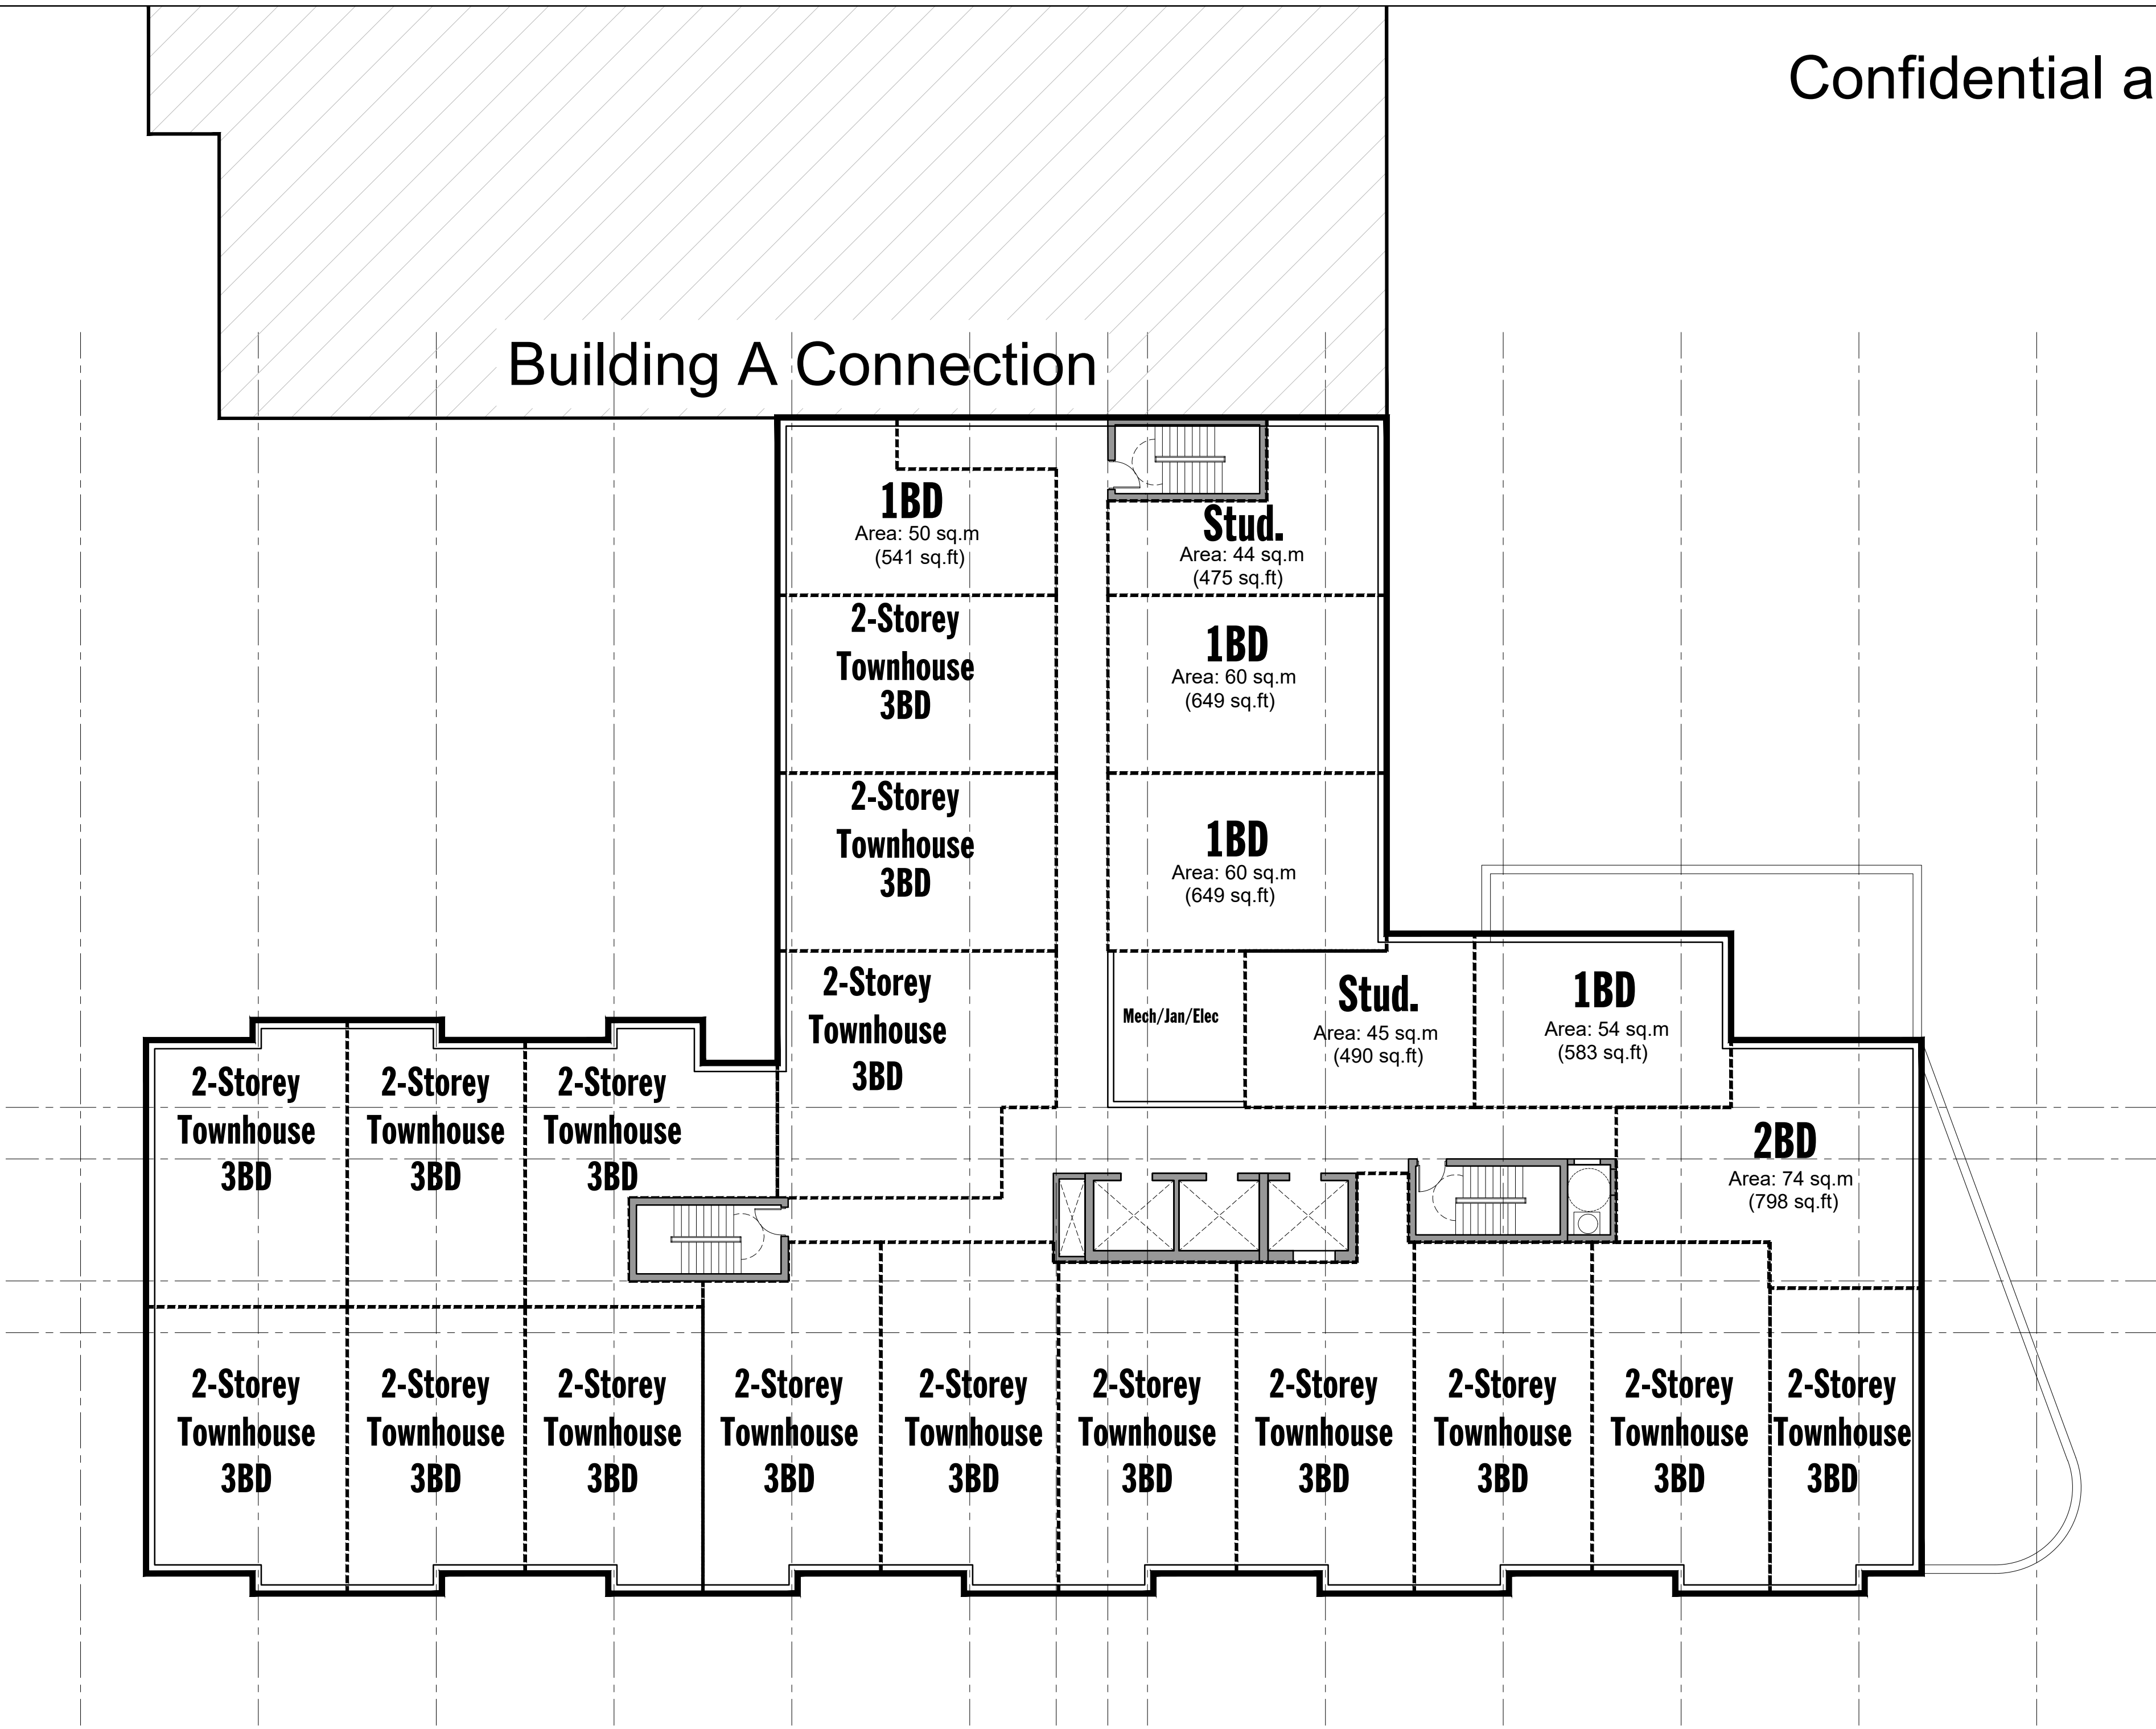 Confidential a
Building A Connection
1BD
Area: 50 sq.m
(541 sq.ft)
Stud.
Area: 44 sq.m
(475 sq.ft)
2-Storey
Townhouse
3BD
1BD
Area: 60 sq.m
(649 sq.ft)
2-Storey
Townhouse
3BD
1BD
Area: 60 sq.m
(649 sq.ft)
2-Storey
Townhouse
3BD
Mech/Jan/Elec
Stud.
Area: 45 sq.m
(490 sq.ft)
1BD
Area: 54 sq.m
(583 sq.ft)
2-Storey
Townhouse
3BD
2-Storey
Townhouse
3BD
2-Storey
Townhouse
3BD
2BD
Area: 74 sq.m
(798 sq.ft)
2-Storey
Townhouse
3BD
2-Storey
Townhouse
3BD
2-Storey
Townhouse
3BD
2-Storey
Townhouse
3BD
2-Storey
Townhouse
3BD
2-Storey
Townhouse
3BD
2-Storey
Townhouse
3BD
2-Storey
Townhouse
3BD
2-Storey
Townhouse
3BD
2-Storey
Townhouse
3BD